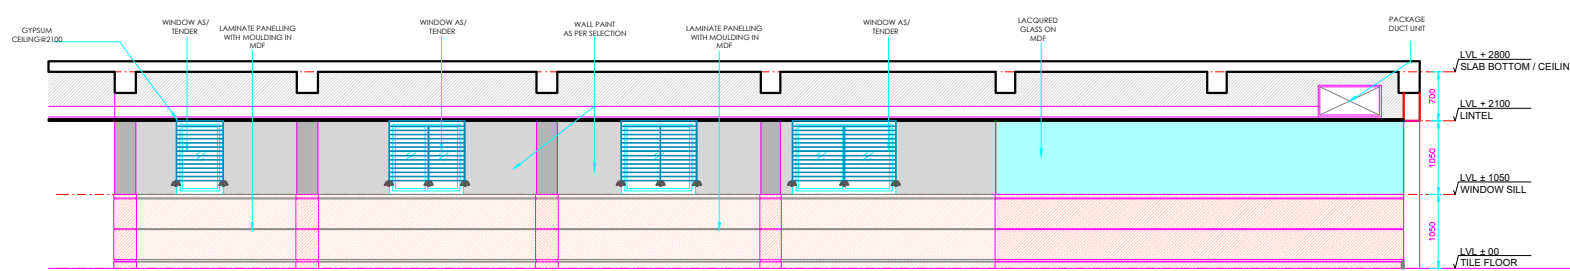 GYPSUM
CEILING@2100
WINDOW AS/
TENDER
LAMINATE PANELLING
WITH MOULDING IN
MDF
WINDOW AS/
TENDER
WALL PAINT
AS PER SELECTION
LAMINATE PANELLING
WITH MOULDING IN
MDF
WINDOW AS/
TENDER
LACQURED
GLASS ON
MDF
PACKAGE
DUCT UNIT
LVL + 2800
SLAB BOTTOM / CEILIN
700
LVL + 2100
LINTEL
1050
LVL ± 1050
WINDOW SILL
1050
LVL ± 00
TILE FLOOR